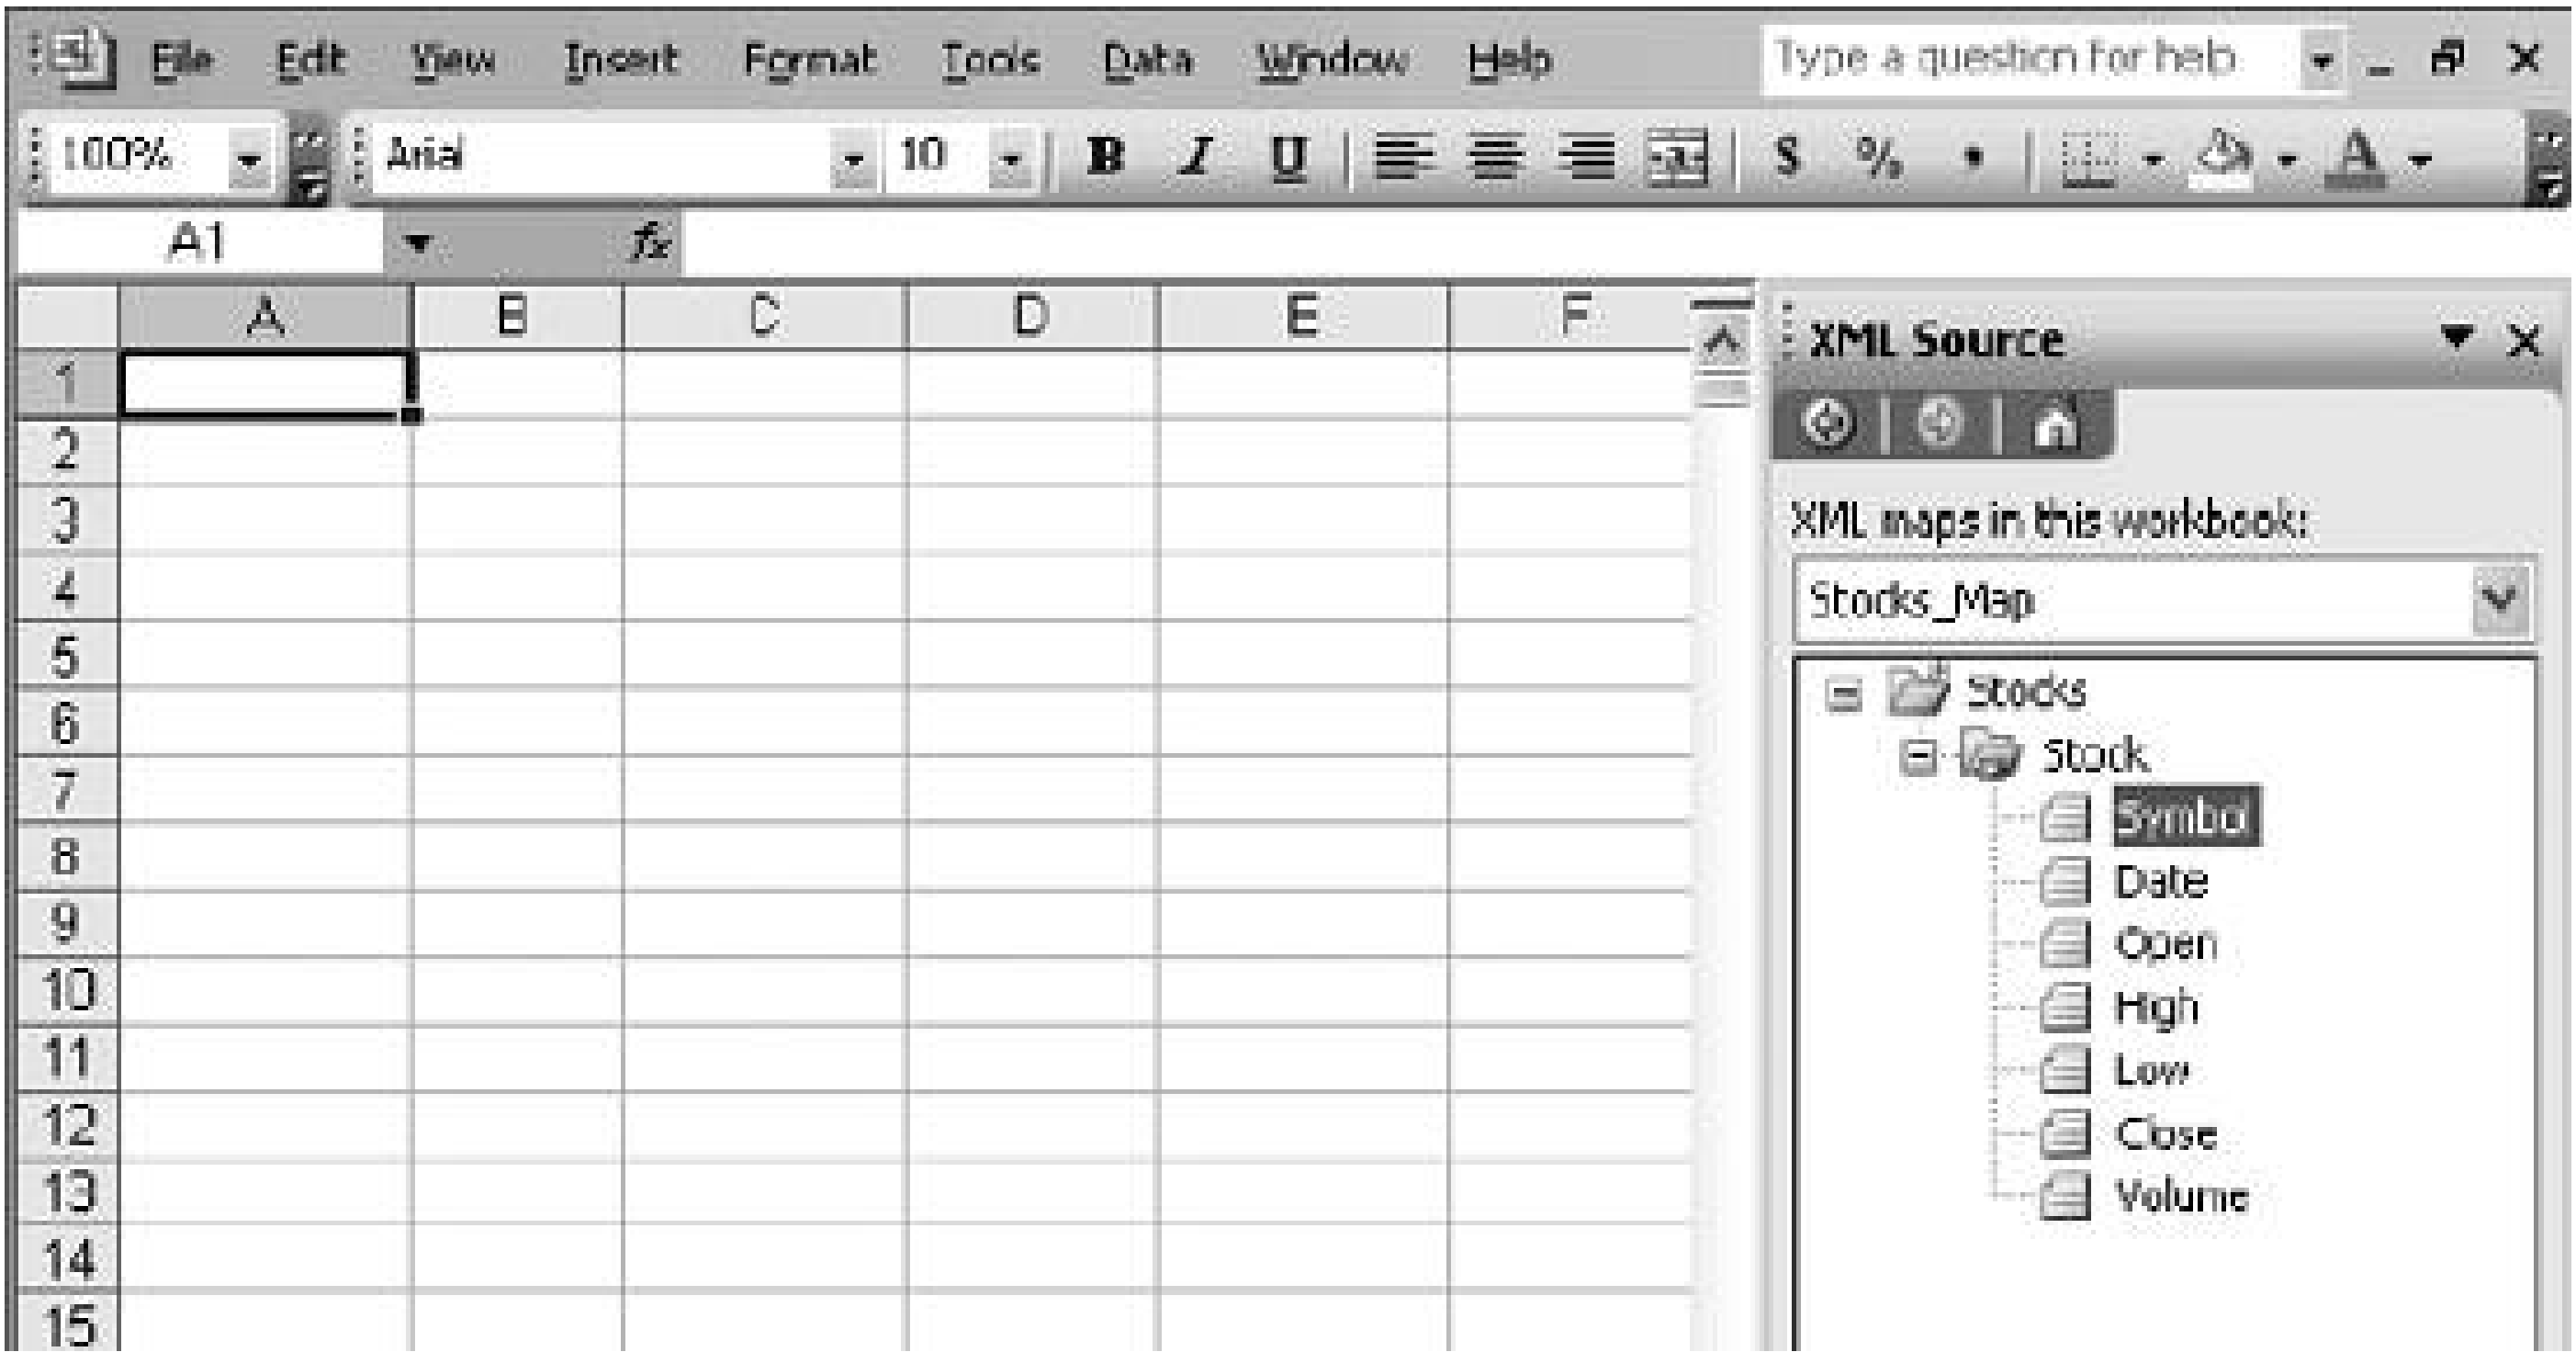 File Edit View Insert Format Tools Data Window Help Type a question for help
100% Arial 10 B I U $ % A
A1 fx
A B C D E F
XML Source
1
2
3
XML maps in this workbook:
4
Stocks_Map
5
6
Stocks
7
Stock
8
Symbol
9
Date
10
Open
High
11
Low
12
Close
13
Volume
14
15